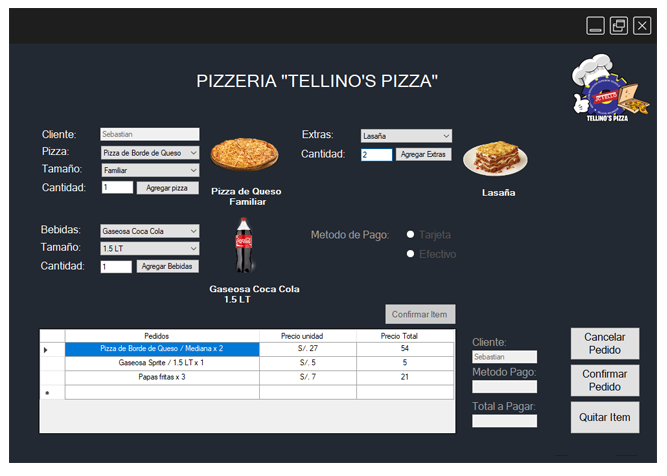 PIZZERIA "TELLINO'S PIZZA"
TELLINO'S PIZZA
Cliente: Sebastian
Pizza: Pizza de Borde de Queso
Tamaño: Familiar
Cantidad: 1 Agregar pizza
Pizza de Queso
Familiar
Extras: Lasaña
Cantidad: 2 Agregar Extras
Lasaña
Bebidas: Gaseosa Coca Cola
Tamaño: 1.5 LT
Cantidad: 1 Agregar Bebidas
Gaseosa Coca Cola
1.5 LT
Metodo de Pago: Tarjeta
Efectivo
Confirmar Item
Pedidos Precio unidad Precio Total
Pizza de Borde de Queso / Mediana x 2 S/. 27 54
Gaseosa Sprite / 1.5 LT x 1 S/. 5 5
Papas fritas x 3 S/. 7 21
Cliente:
Sebastian
Metodo Pago:
Total a Pagar:
Cancelar
Pedido
Confirmar
Pedido
Quitar Item